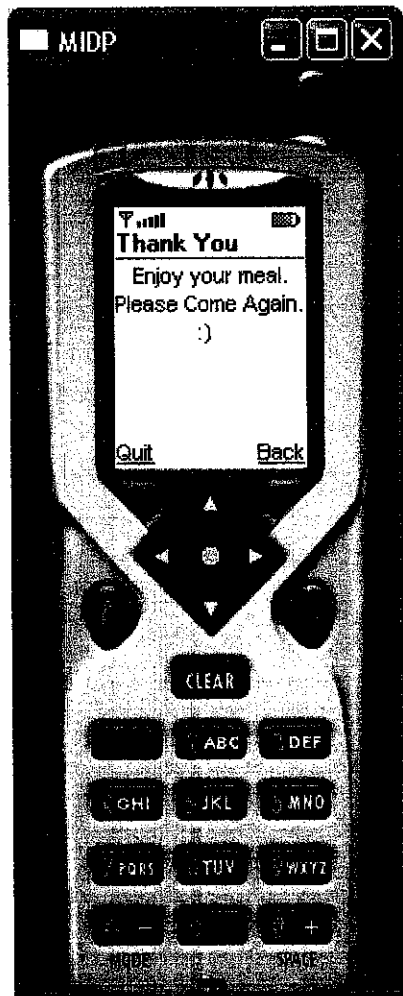 MIDP
Thank You
Enjoy your meal.
Please Come Again.
:)
Quit Back
CLEAR
ABC DEF
GHI JKL MNO
PQRS TUV WXYZ
- +
MODE SPACE